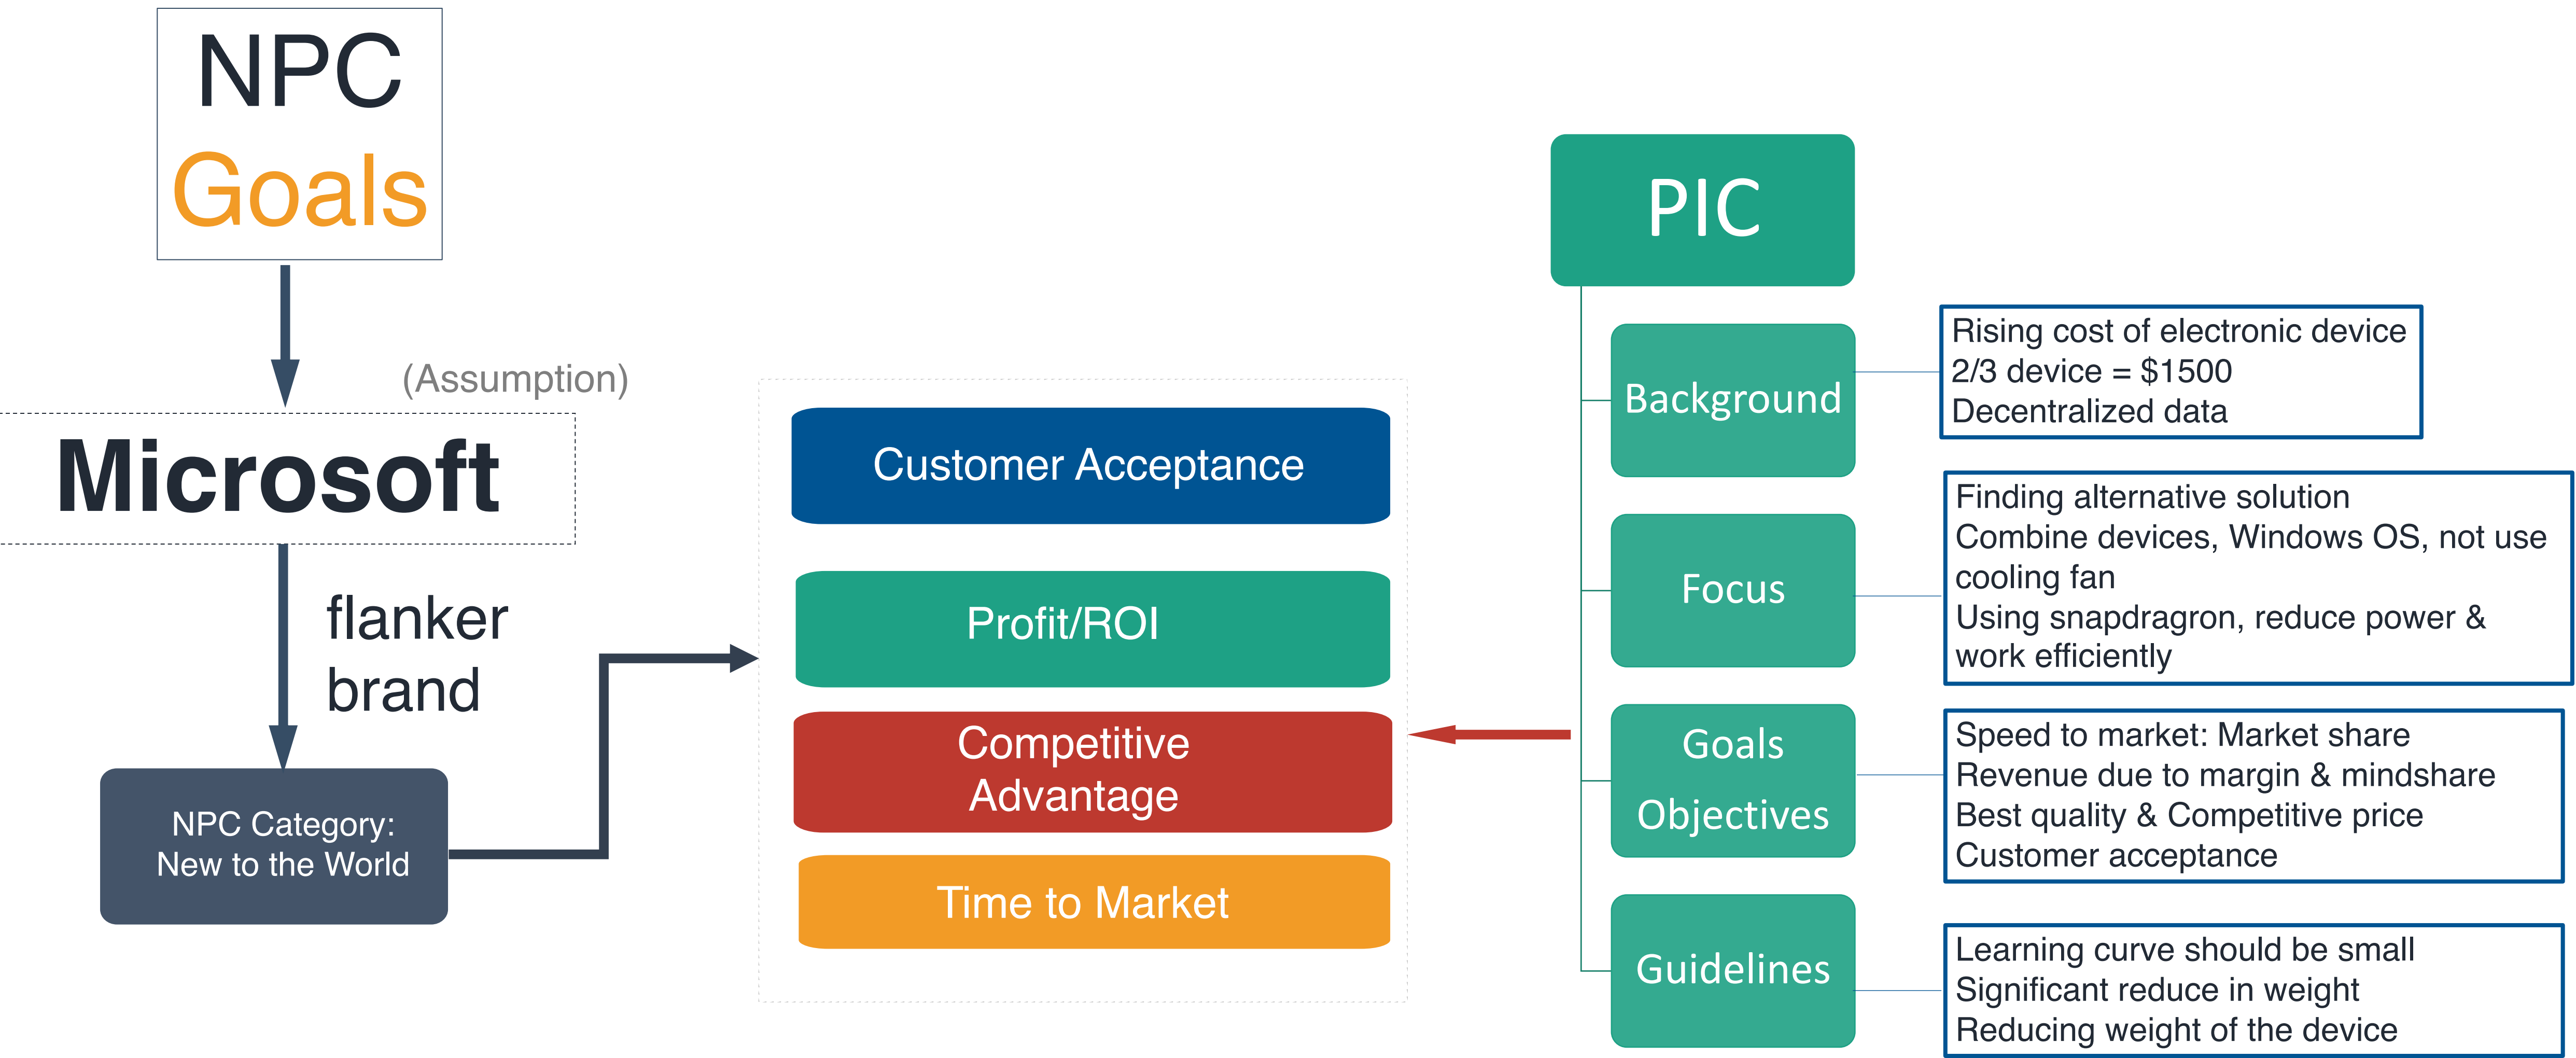 NPC
Goals
(Assumption)
Microsoft
flanker
brand
NPC Category:
New to the World
Customer Acceptance
Profit/ROI
Competitive
Advantage
Time to Market
PIC
Background
Rising cost of electronic device
2/3 device = $1500
Decentralized data
Focus
Finding alternative solution
Combine devices, Windows OS, not use
cooling fan
Using snapdragron, reduce power &
work efficiently
Goals
Objectives
Speed to market: Market share
Revenue due to margin & mindshare
Best quality & Competitive price
Customer acceptance
Guidelines
Learning curve should be small
Significant reduce in weight
Reducing weight of the device